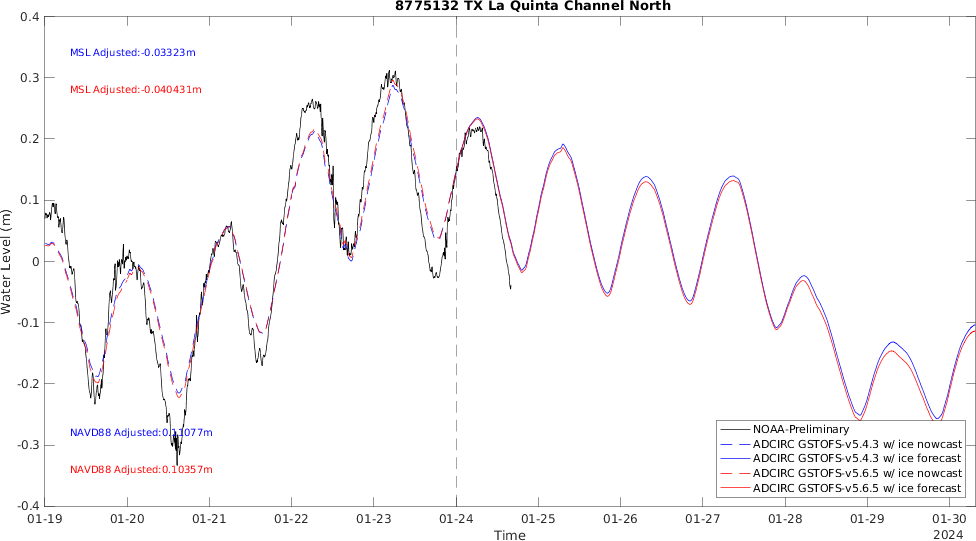 8775132 TX La Quinta Channel North
0.4
0.3
0.2
0.1
0
-0.1
-0.2
-0.3
-0.4
Water Level (m)
MSL Adjusted:-0.03323m
MSL Adjusted:-0.040431m
NAVD88 Adjusted:0.11077m
NAVD88 Adjusted:0.10357m
NOAA-Preliminary
ADCIRC GSTOFS-v5.4.3 w/ ice nowcast
ADCIRC GSTOFS-v5.4.3 w/ ice forecast
ADCIRC GSTOFS-v5.6.5 w/ ice nowcast
ADCIRC GSTOFS-v5.6.5 w/ ice forecast
01-19 01-20 01-21 01-22 01-23 01-24 01-25 01-26 01-27 01-28 01-29 01-30
Time
2024